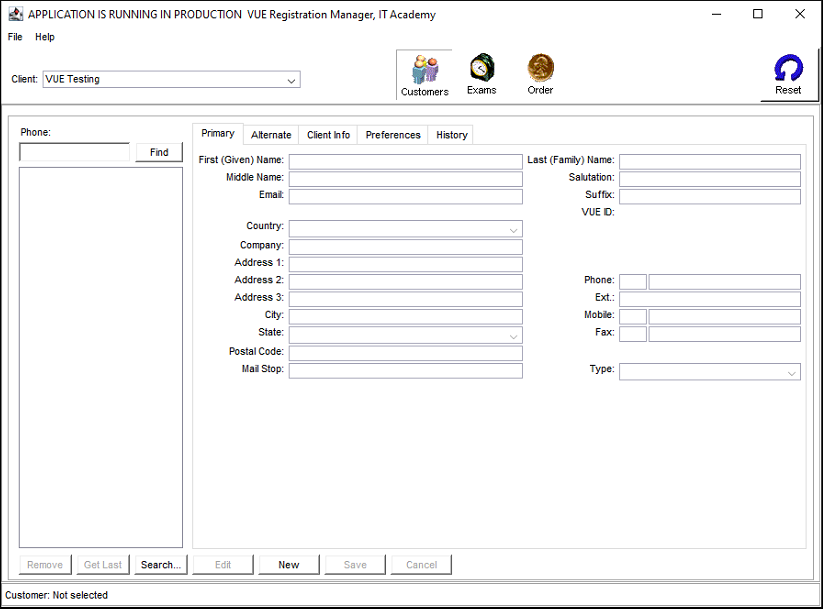 APPLICATION IS RUNNING IN PRODUCTION  VUE Registration Manager, IT Academy
File Help
Client: VUE Testing
Customers Exams Order Reset
Phone:
Find
Primary Alternate Client Info Preferences History
First (Given) Name: Last (Family) Name:
Middle Name: Salutation:
Email: Suffix:
VUE ID:
Country:
Company:
Address 1:
Address 2: Phone:
Address 3: Ext.:
City: Mobile:
State: Fax:
Postal Code:
Mail Stop: Type:
Remove Get Last Search... Edit New Save Cancel
Customer: Not selected